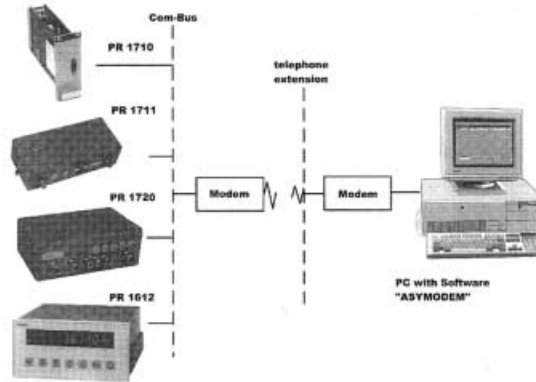 Com-Bus
PR 1710
telephone
extension
PR 1711
Modem
Modem
PR 1720
PC with Software
"ASYMODEM"
PR 1612